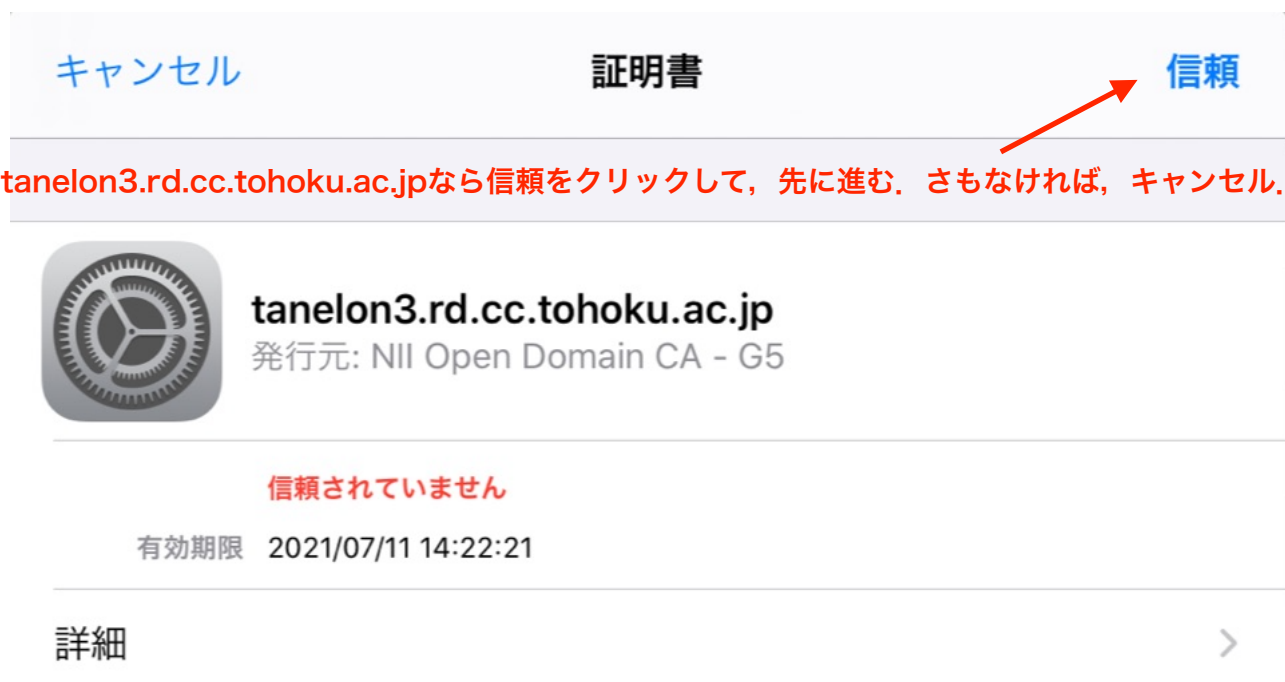 キャンセル 証明書 信頼
tanelon3.rd.cc.tohoku.ac.jpなら信頼をクリックして，先に進む．さもなければ，キャンセル．
tanelon3.rd.cc.tohoku.ac.jp
発行元: NII Open Domain CA - G5
信頼されていません
有効期限 2021/07/11 14:22:21
詳細